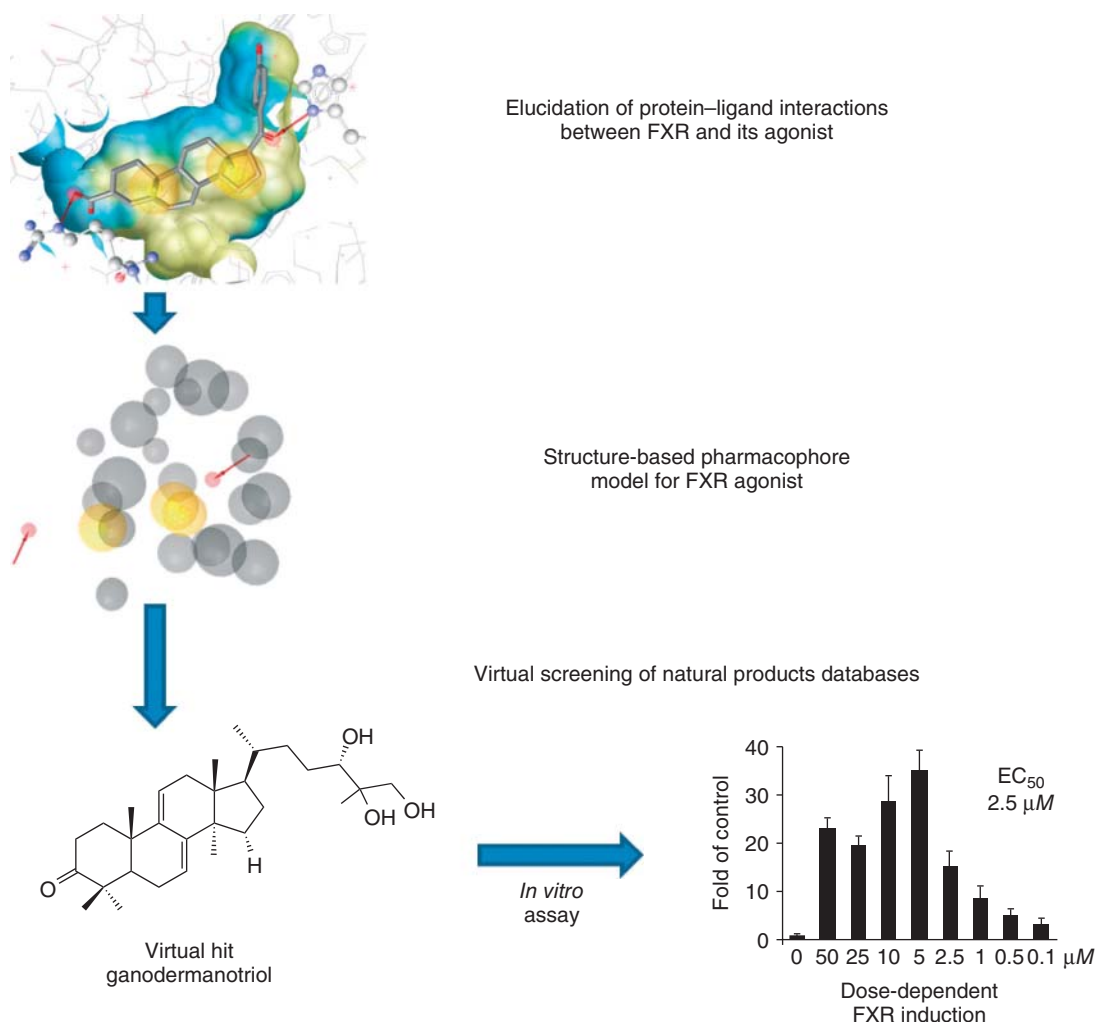 Elucidation of protein–ligand interactions
between FXR and its agonist
Structure-based pharmacophore
model for FXR agonist
Virtual screening of natural products databases
OH
OH
OH
H
O
Virtual hit
ganodermanotriol
In vitro
assay
40
30
20
10
0
Fold of control
EC50
2.5 μM
0 50 25 10 5 2.5 1 0.5 0.1 μM
Dose-dependent
FXR induction